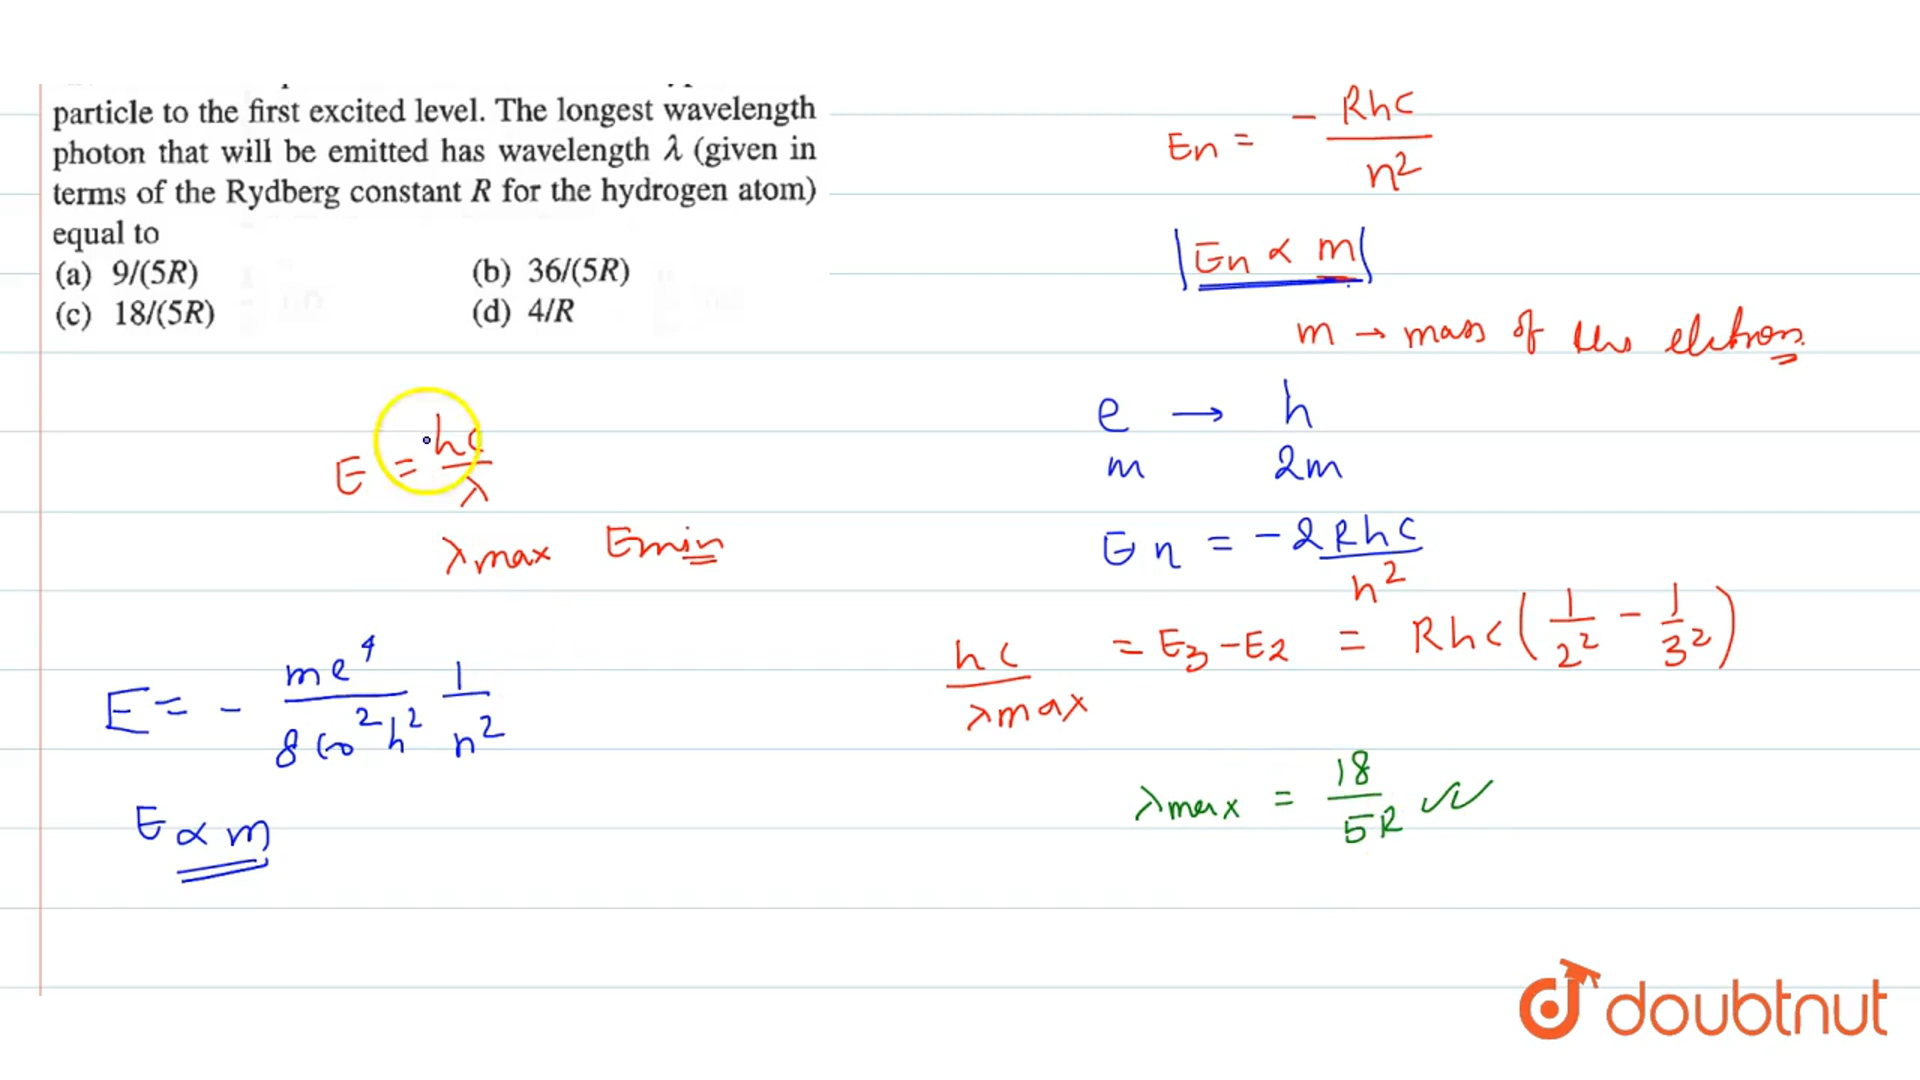 particle to the first excited level. The longest wavelength
photon that will be emitted has wavelength λ (given in
terms of the Rydberg constant R for the hydrogen atom)
equal to
(a) 9/(5R) (b) 36/(5R)
(c) 18/(5R) (d) 4/R
E = hc/λ
λmax Emin
E = - me⁴/8ε₀²h² 1/n²
E ∝ m
En = - Rhc/n²
En ∝ m
m → mass of the elctron
e → h
m 2m
En = -2Rhc/n²
hc/λmax = E3 - E2 = Rhc(1/2² - 1/3²)
λmax = 18/5R
doubtnut